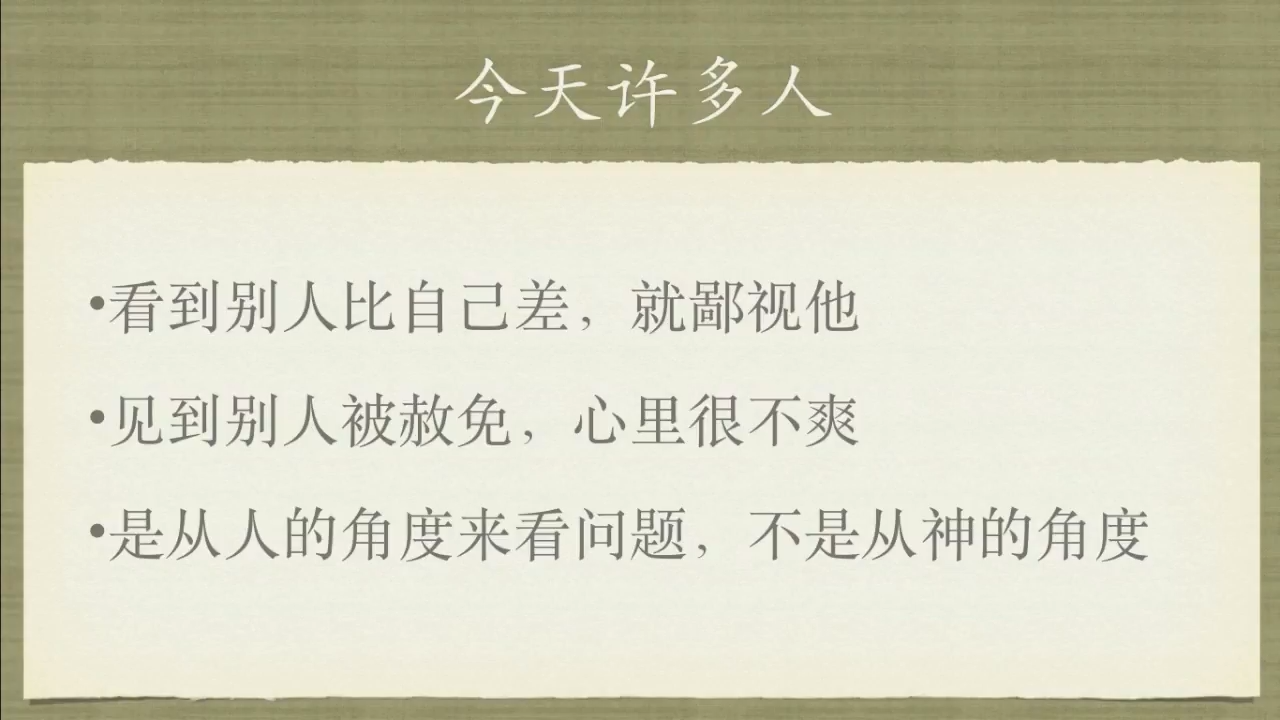 今天许多人
•看到别人比自己差，就鄙视他
•见到别人被赦免，心里很不爽
•是从人的角度来看问题，不是从神的角度